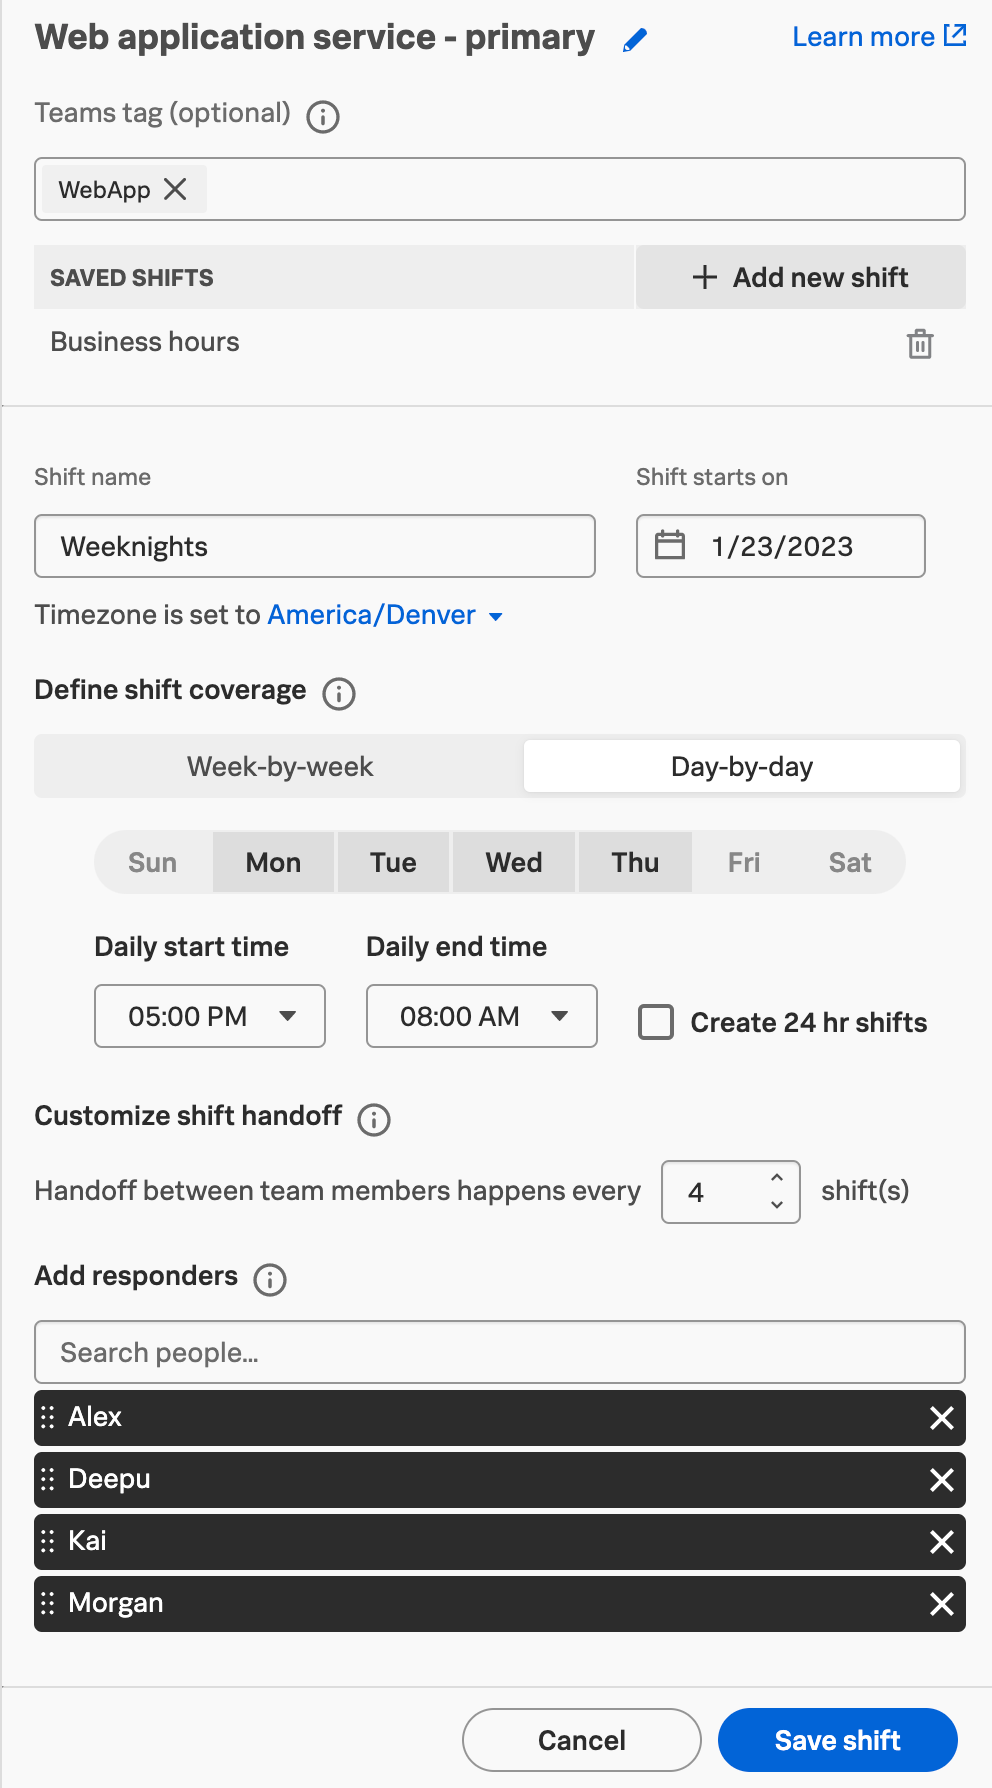 Web application service - primary
Learn more
Teams tag (optional)
WebApp
SAVED SHIFTS
Add new shift
Business hours
Shift name
Shift starts on
Weeknights
1/23/2023
Timezone is set to America/Denver
Define shift coverage
Week-by-week
Day-by-day
Sun Mon Tue Wed Thu Fri Sat
Daily start time
Daily end time
05:00 PM
08:00 AM
Create 24 hr shifts
Customize shift handoff
Handoff between team members happens every 4 shift(s)
Add responders
Search people...
Alex
Deepu
Kai
Morgan
Cancel
Save shift